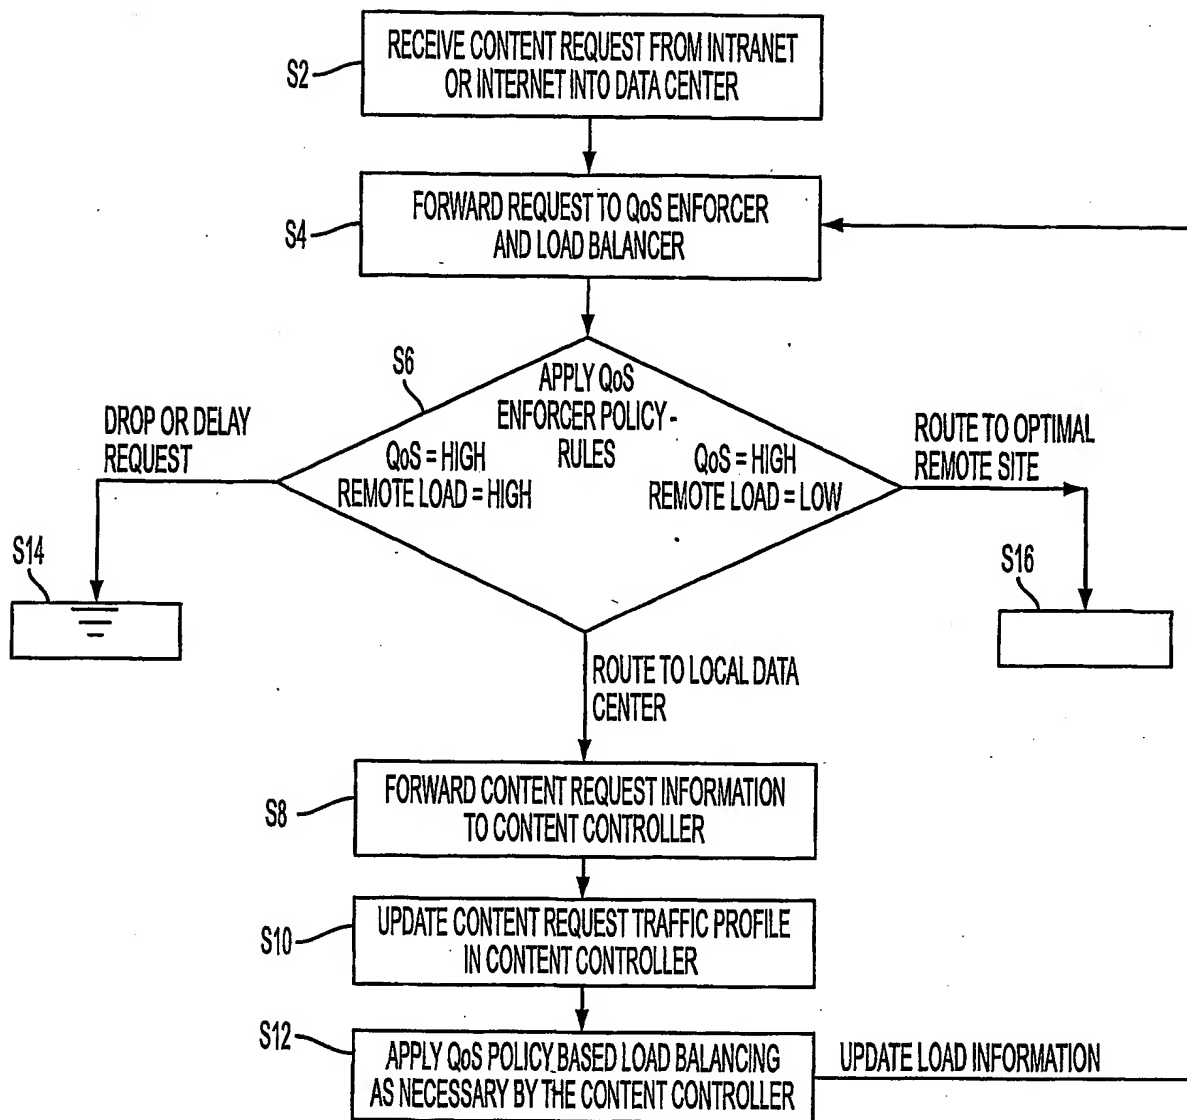 RECEIVE CONTENT REQUEST FROM INTRANET
OR INTERNET INTO DATA CENTER
S2
FORWARD REQUEST TO QoS ENFORCER
AND LOAD BALANCER
S4
S6
APPLY QoS
ENFORCER POLICY-
RULES
DROP OR DELAY
REQUEST
QoS = HIGH
REMOTE LOAD = HIGH
QoS = HIGH
REMOTE LOAD = LOW
ROUTE TO OPTIMAL
REMOTE SITE
S14
S16
ROUTE TO LOCAL DATA
CENTER
S8
FORWARD CONTENT REQUEST INFORMATION
TO CONTENT CONTROLLER
S10
UPDATE CONTENT REQUEST TRAFFIC PROFILE
IN CONTENT CONTROLLER
S12
APPLY QoS POLICY BASED LOAD BALANCING
AS NECESSARY BY THE CONTENT CONTROLLER
UPDATE LOAD INFORMATION